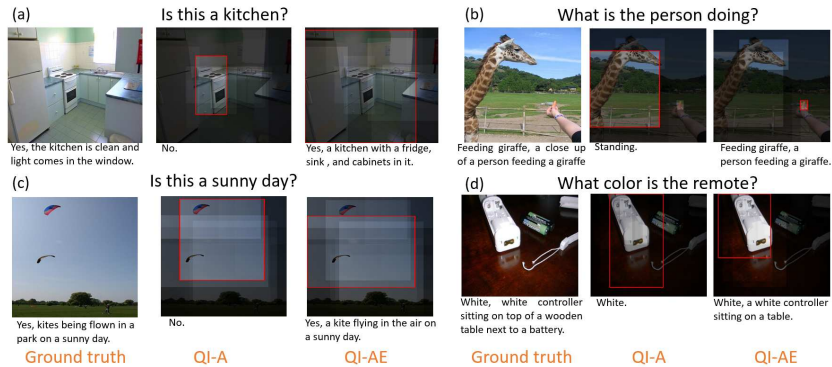 (a) Is this a kitchen?
Yes, the kitchen is clean and
light comes in the window.
No.
Yes, a kitchen with a fridge,
sink , and cabinets in it.
(b) What is the person doing?
Feeding giraffe, a close up
of a person feeding a giraffe
Standing.
Feeding giraffe, a
person feeding a giraffe.
(c) Is this a sunny day?
Yes, kites being flown in a
park on a sunny day.
No.
Yes, a kite flying in the air on
a sunny day.
(d) What color is the remote?
White, white controller
sitting on top of a wooden
table next to a battery.
White.
White, a white controller
sitting on a table.
Ground truth QI-A QI-AE Ground truth QI-A QI-AE